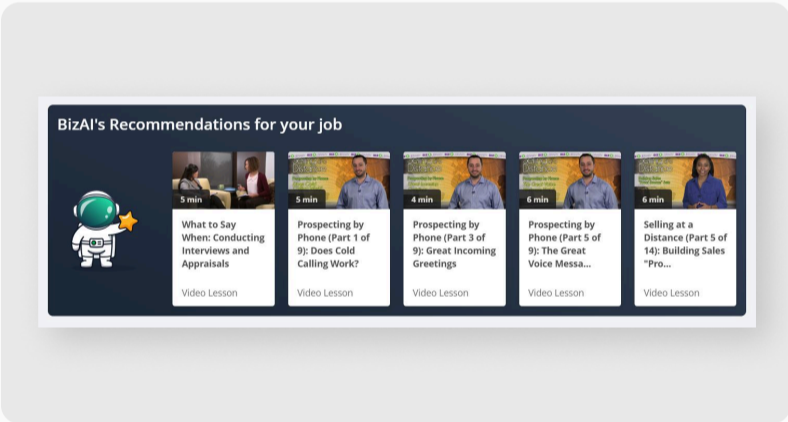 BizAI's Recommendations for your job
5 min
What to Say
When: Conducting
Interviews and
Appraisals
Video Lesson
5 min
Prospecting by
Phone (Part 1 of
9): Does Cold
Calling Work?
Video Lesson
4 min
Prospecting by
Phone (Part 3 of
9): Great Incoming
Greetings
Video Lesson
6 min
Prospecting by
Phone (Part 5 of
9): The Great
Voice Messa...
Video Lesson
6 min
Selling at a
Distance (Part 5 of
14): Building Sales
"Pro...
Video Lesson